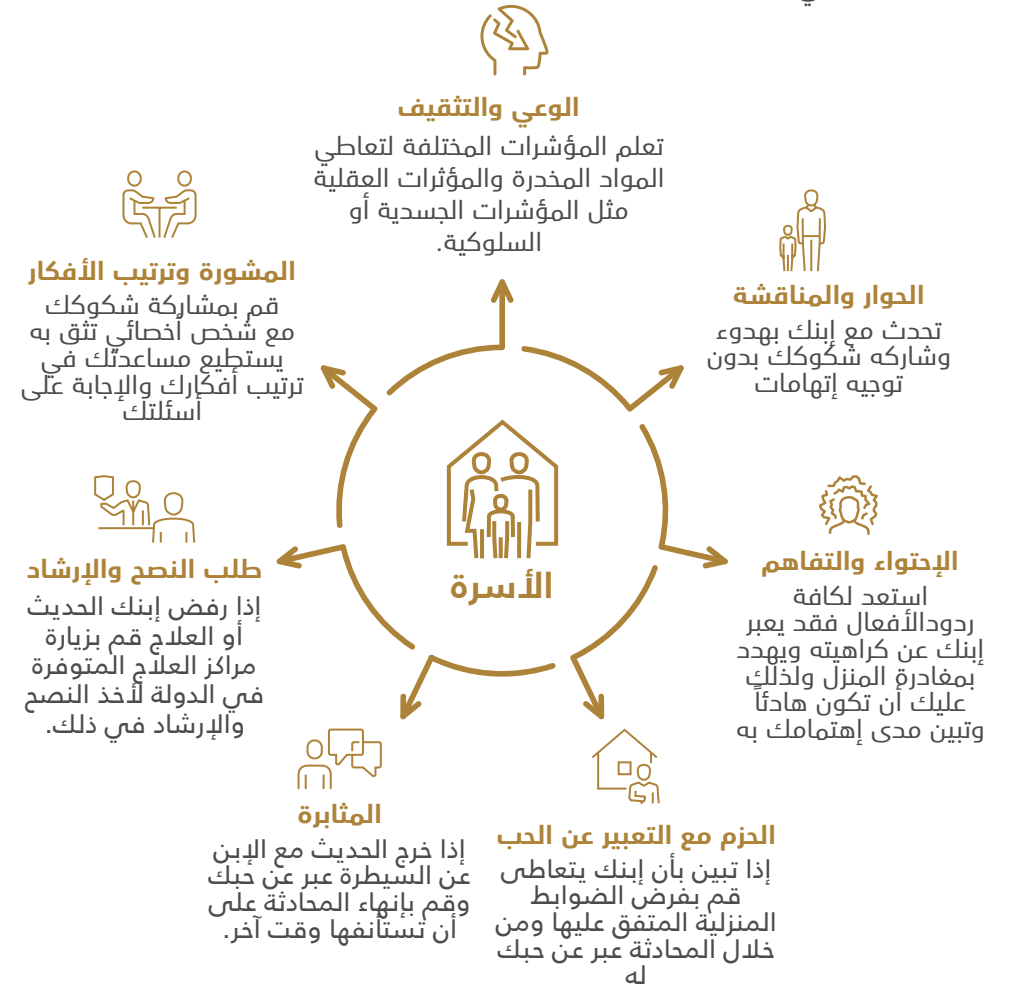 ي
الوعي والتثقيف
تعلم المؤشرات المختلفة لتعاطي
المواد المخدرة والمؤثرات العقلية
مثل المؤشرات الجسدية أو
السلوكية.
الحوار والمناقشة
تحدث مع إبنك بهدوء
وشاركه شكوكك بدون
توجيه إتهامات
الإحتواء والتفاهم
استعد لكافة
ردودالأفعال فقد يعبر
إبنك عن كراهيته ويهدد
بمغادرة المنزل ولذلك
عليك أن تكون هادئاً
وتبين مدى إهتمامك به
الحزم مع التعبير عن الحب
إذا تبين بأن إبنك يتعاطى
قم بفرض الضوابط
المنزلية المتفق عليها ومن
خلال المحادثة عبر عن حبك
له
المثابرة
إذا خرج الحديث مع الإبن
عن السيطرة عبر عن حبك
وقم بإنهاء المحادثة على
أن تستأنفها وقت آخر.
طلب النصح والإرشاد
إذا رفض إبنك الحديث
أو العلاج قم بزيارة
مراكز العلاج المتوفرة
في الدولة لأخذ النصح
والإرشاد في ذلك.
المشورة وترتيب الأفكار
قم بمشاركة شكوكك
مع شخص أخصائي تثق به
يستطيع مساعدتك في
ترتيب أفكارك والإجابة على
أسئلتك
الأسرة